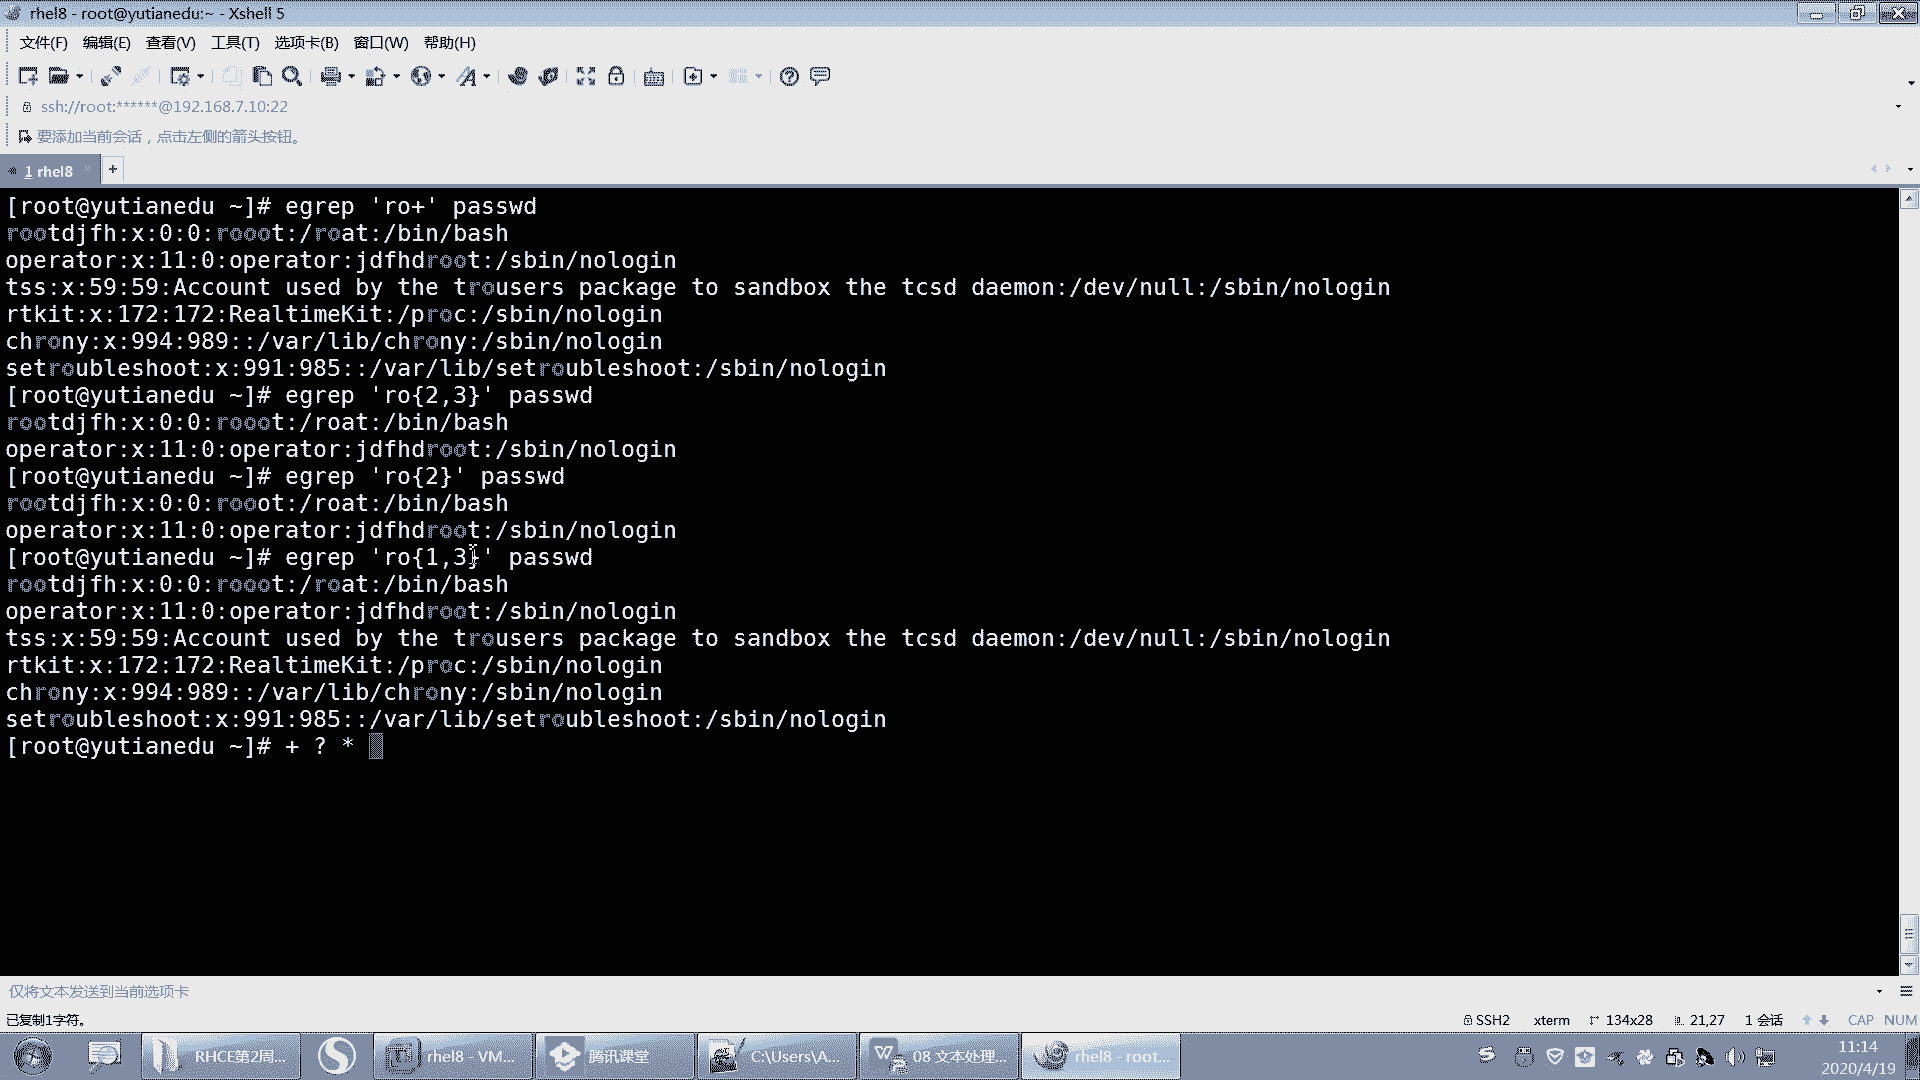 rhel8 - root@yutianedu:~ - Xshell 5
文件(F) 编辑(E) 查看(V) 工具(T) 选项卡(B) 窗口(W) 帮助(H)
ssh://root:******@192.168.7.10:22
要添加当前会话，点击左侧的箭头按钮。
1 rhel8 × +
[root@yutianedu ~]# egrep 'ro+' passwd
rootdjfh:x:0:0:rooot:/roat:/bin/bash
operator:x:11:0:operator:jdfhdroot:/sbin/nologin
tss:x:59:59:Account used by the trousers package to sandbox the tcsd daemon:/dev/null:/sbin/nologin
rtkit:x:172:172:RealtimeKit:/proc:/sbin/nologin
chrony:x:994:989::/var/lib/chrony:/sbin/nologin
setroubleshoot:x:991:985::/var/lib/setroubleshoot:/sbin/nologin
[root@yutianedu ~]# egrep 'ro{2,3}' passwd
rootdjfh:x:0:0:rooot:/roat:/bin/bash
operator:x:11:0:operator:jdfhdroot:/sbin/nologin
[root@yutianedu ~]# egrep 'ro{2}' passwd
rootdjfh:x:0:0:rooot:/roat:/bin/bash
operator:x:11:0:operator:jdfhdroot:/sbin/nologin
[root@yutianedu ~]# egrep 'ro{1,3}' passwd
rootdjfh:x:0:0:rooot:/roat:/bin/bash
operator:x:11:0:operator:jdfhdroot:/sbin/nologin
tss:x:59:59:Account used by the trousers package to sandbox the tcsd daemon:/dev/null:/sbin/nologin
rtkit:x:172:172:RealtimeKit:/proc:/sbin/nologin
chrony:x:994:989::/var/lib/chrony:/sbin/nologin
setroubleshoot:x:991:985::/var/lib/setroubleshoot:/sbin/nologin
[root@yutianedu ~]# + ? *
仅将文本发送到当前选项卡
已复制1字符。 SSH2 xterm 134x28 21,27 1 会话 CAP NUM
RHCE第2周... rhel8 - VM... 腾讯课堂 C:\Users\A... 08 文本处理... rhel8 - root... 11:14
2020/4/19